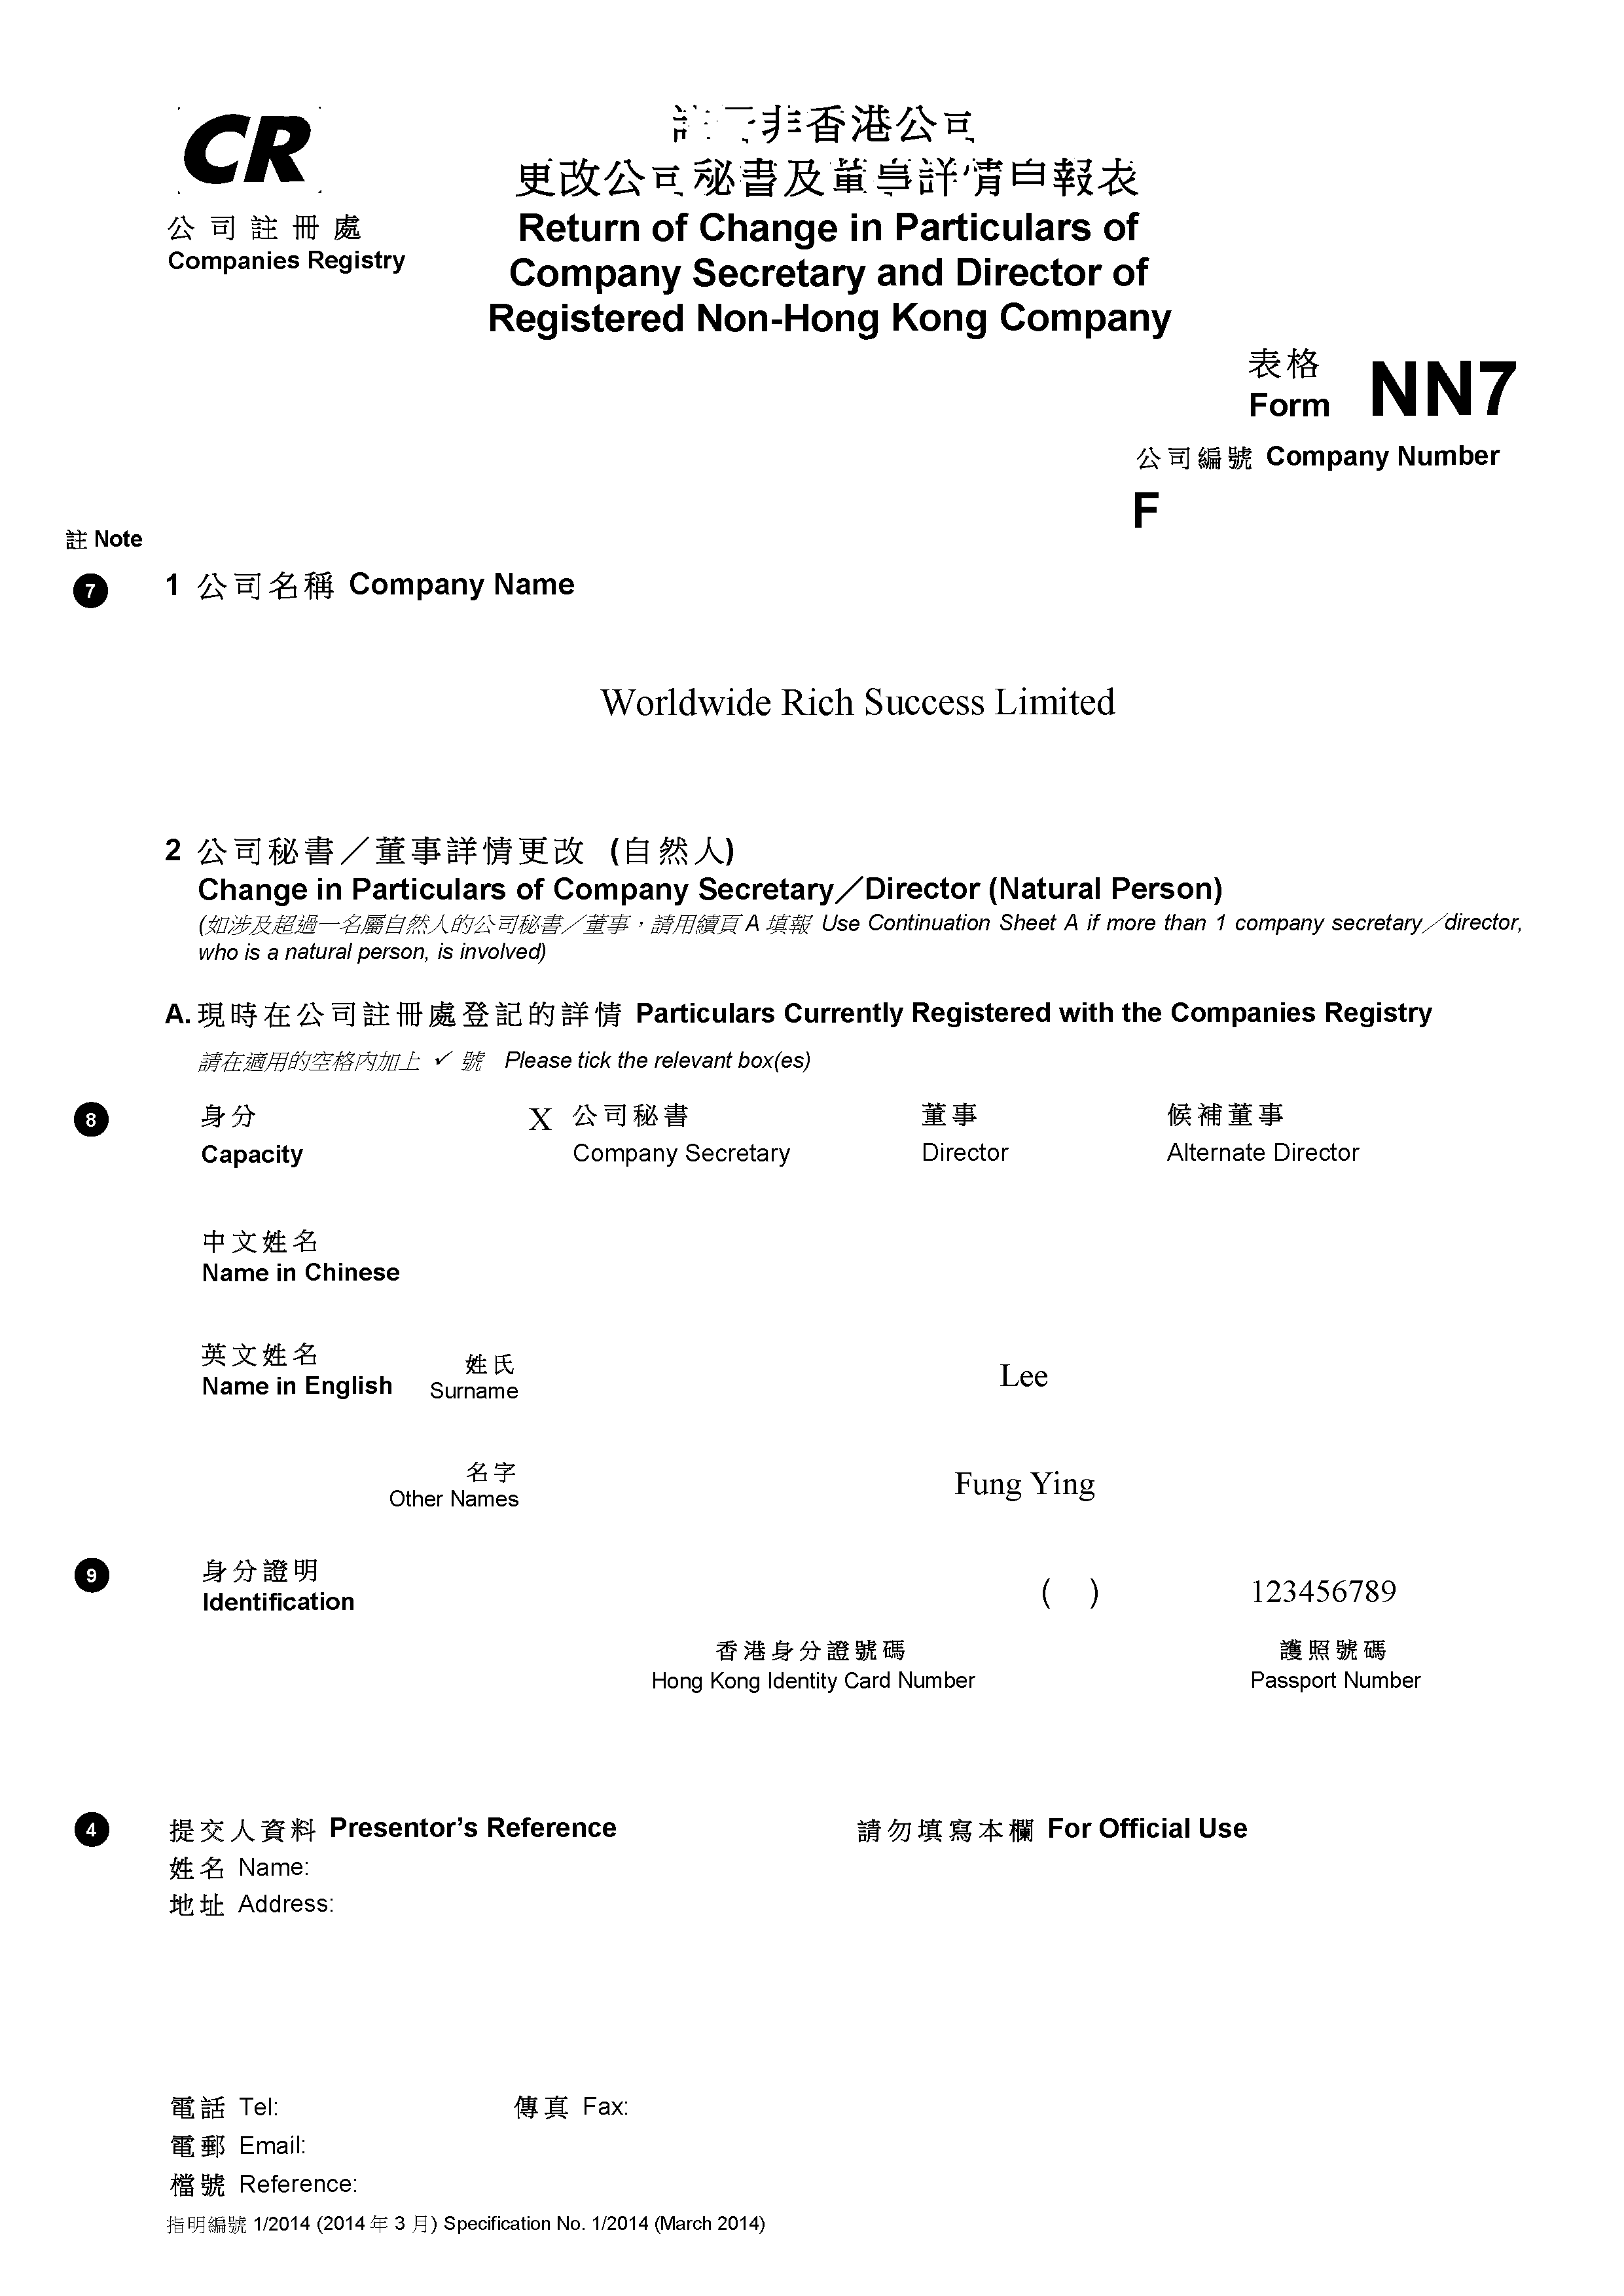 CR
公司註冊處
Companies Registry
註冊非香港公司
更改公司秘書及董事詳情申報表
Return of Change in Particulars of
Company Secretary and Director of
Registered Non-Hong Kong Company
表格
Form NN7
公司編號 Company Number
F
註 Note
7 1 公司名稱 Company Name
Worldwide Rich Success Limited
2 公司秘書／董事詳情更改 (自然人)
Change in Particulars of Company Secretary／Director (Natural Person)
(如涉及超過一名屬自然人的公司秘書／董事，請用續頁 A 填報 Use Continuation Sheet A if more than 1 company secretary／director,
who is a natural person, is involved)
A. 現時在公司註冊處登記的詳情 Particulars Currently Registered with the Companies Registry
請在適用的空格內加上 ✓ 號 Please tick the relevant box(es)
8 身分 X 公司秘書 董事 候補董事
Capacity Company Secretary Director Alternate Director
中文姓名
Name in Chinese
英文姓名 姓氏
Name in English Surname Lee
名字
Other Names Fung Ying
9 身分證明
Identification ( ) 123456789
香港身分證號碼 護照號碼
Hong Kong Identity Card Number Passport Number
4 提交人資料 Presentor's Reference 請勿填寫本欄 For Official Use
姓名 Name:
地址 Address:
電話 Tel: 傳真 Fax:
電郵 Email:
檔號 Reference:
指明編號 1/2014 (2014 年 3 月) Specification No. 1/2014 (March 2014)